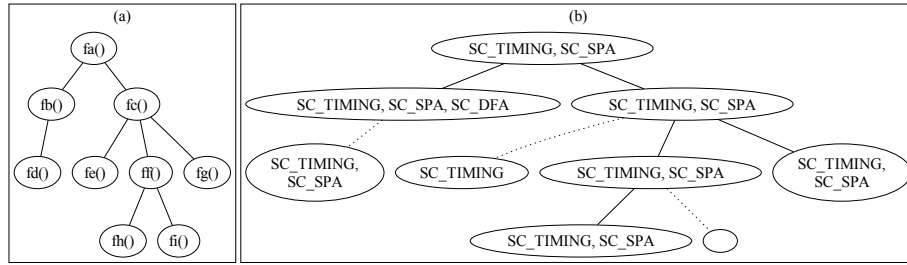 (a)
fa()
fb()
fc()
fd()
fe()
ff()
fg()
fh()
fi()
(b)
SC_TIMING, SC_SPA
SC_TIMING, SC_SPA, SC_DFA
SC_TIMING, SC_SPA
SC_TIMING,
SC_SPA
SC_TIMING
SC_TIMING, SC_SPA
SC_TIMING,
SC_SPA
SC_TIMING, SC_SPA